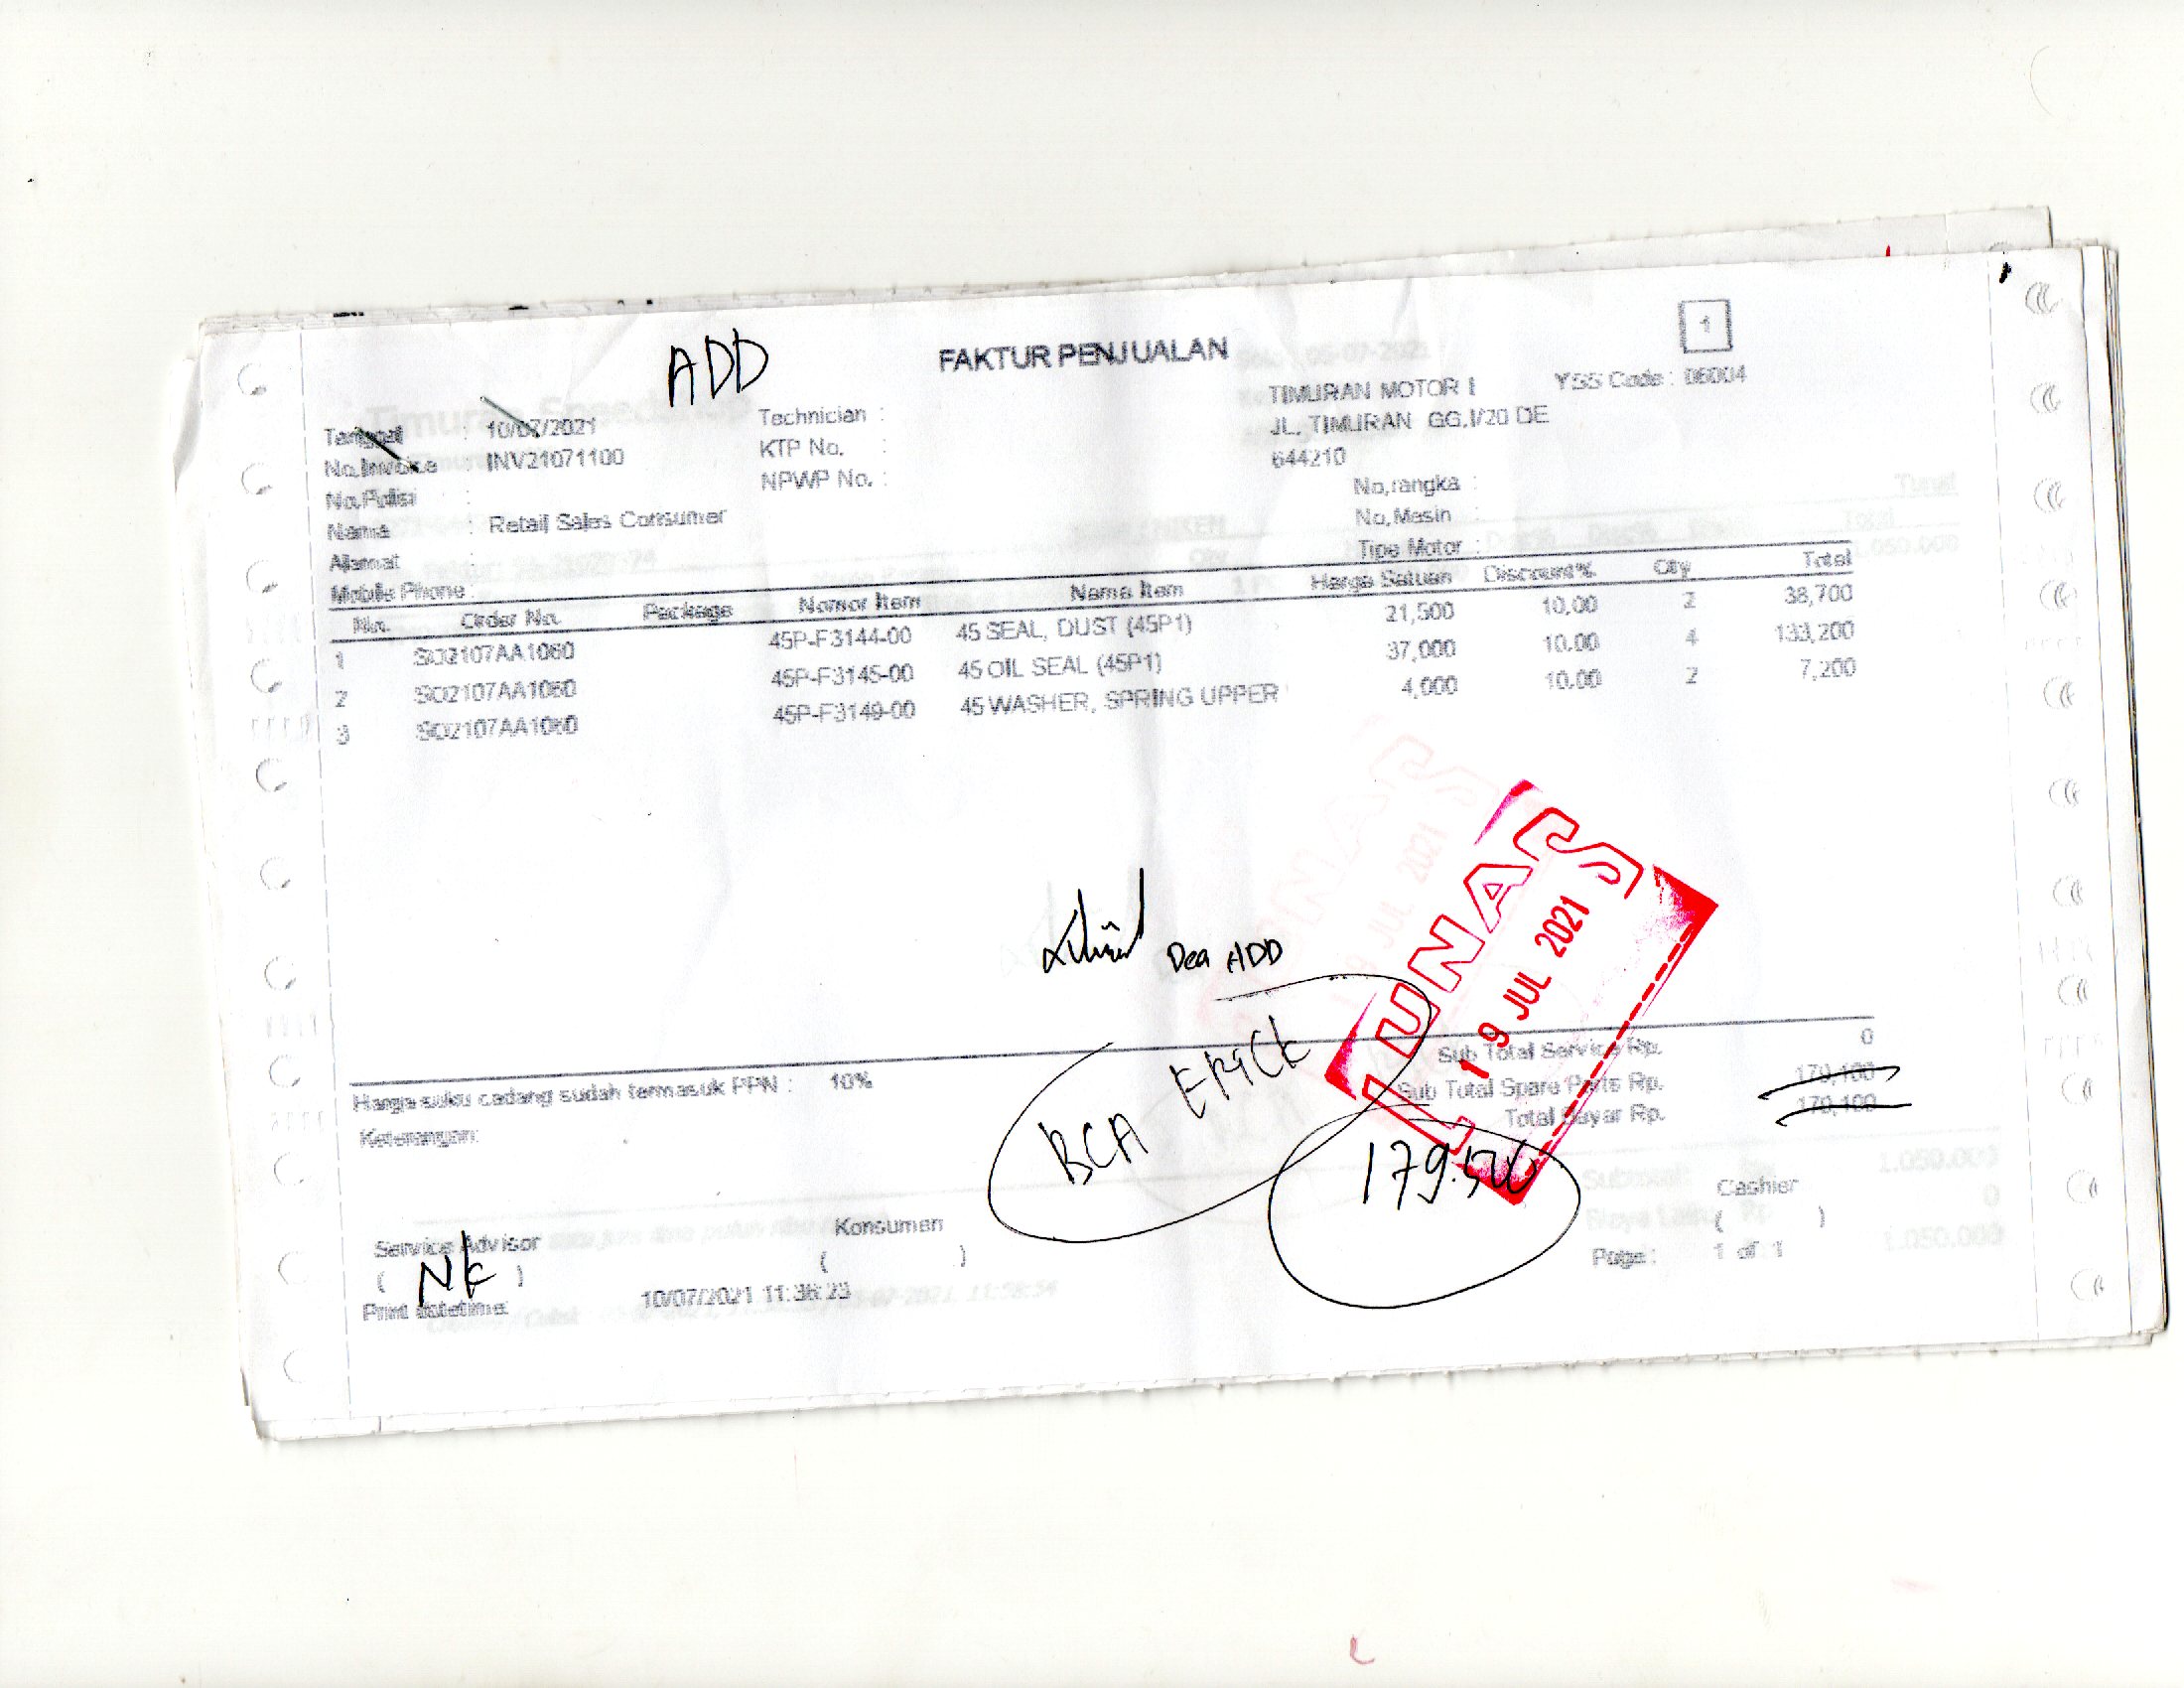 ADD
FAKTUR PENJUALAN
1
TIMURAN MOTOR I YSS Code : 06004
JL. TIMURAN GG.I/20 DE
644210
Tanggal : 10/07/2021 Technician :
No.Invoice : INV21071100 KTP No. :
No.Polisi : NPWP No. :
Nama : Retail Sales Consumer
Alamat
Mobile Phone :
No.rangka :
No.Mesin :
Tipe Motor :
No. Order No. Package Nomor Item Nama Item Harga Satuan Discount% Qty Total
1 SO2107AA1060 45P-F3144-00 45 SEAL, DUST (45P1) 21,500 10.00 2 38,700
2 SO2107AA1060 45P-F3145-00 45 OIL SEAL (45P1) 37,000 10.00 4 133,200
3 SO2107AA1060 45P-F3149-00 45 WASHER, SPRING UPPER 4,000 10.00 2 7,200
LUNAS
19 JUL 2021
Dea ADD
BCA ERICK
Harga suku cadang sudah termasuk PPN : 10%
Keterangan:
Sub Total Service Rp. 0
Sub Total Spare Parts Rp. 179,100
Total Bayar Rp. 179,100
179.500
Service Advisor Konsumen Cashier
( NK ) ( ) ( )
Print datetime: 10/07/2021 11:36:23 Page : 1 of 1